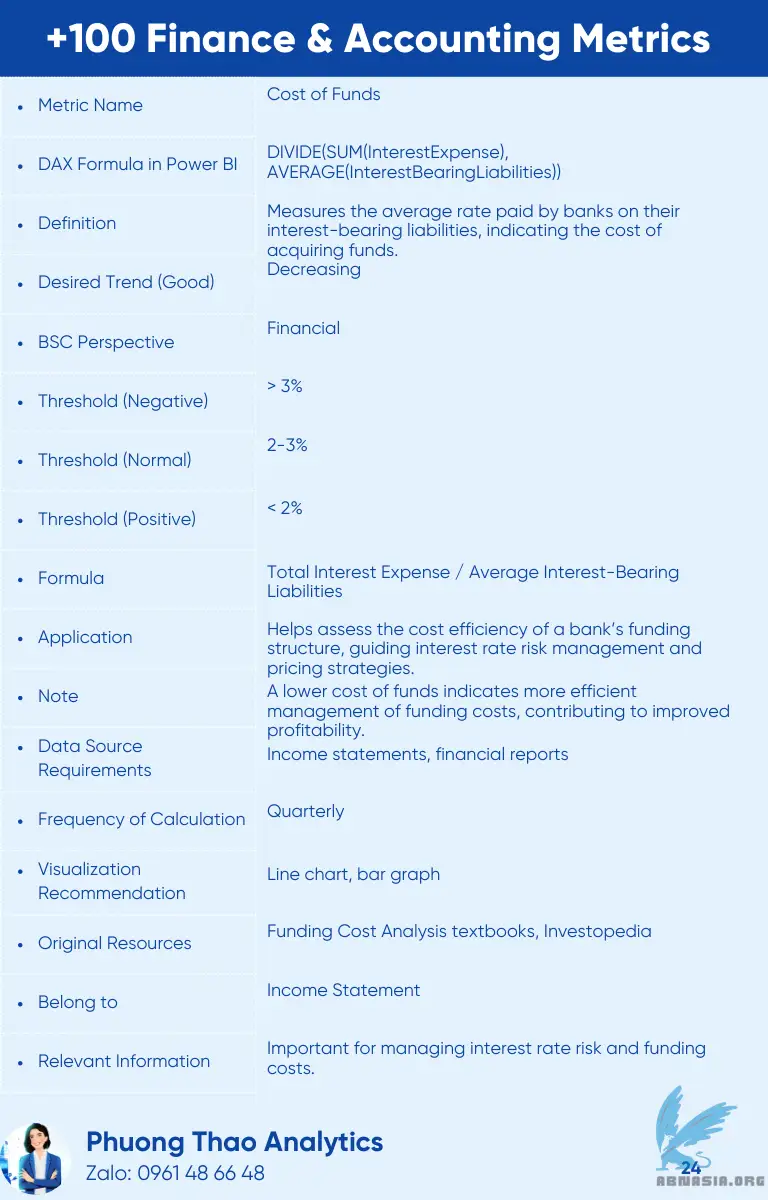 +100 Finance & Accounting Metrics
• Metric Name
Cost of Funds
• DAX Formula in Power BI
DIVIDE(SUM(InterestExpense),
AVERAGE(InterestBearingLiabilities))
• Definition
Measures the average rate paid by banks on their
interest-bearing liabilities, indicating the cost of
acquiring funds.
• Desired Trend (Good)
Decreasing
• BSC Perspective
Financial
• Threshold (Negative)
> 3%
• Threshold (Normal)
2-3%
• Threshold (Positive)
< 2%
• Formula
Total Interest Expense / Average Interest-Bearing
Liabilities
• Application
Helps assess the cost efficiency of a bank’s funding
structure, guiding interest rate risk management and
pricing strategies.
• Note
A lower cost of funds indicates more efficient
management of funding costs, contributing to improved
profitability.
• Data Source
Requirements
Income statements, financial reports
• Frequency of Calculation
Quarterly
• Visualization
Recommendation
Line chart, bar graph
• Original Resources
Funding Cost Analysis textbooks, Investopedia
• Belong to
Income Statement
• Relevant Information
Important for managing interest rate risk and funding
costs.
Phuong Thao Analytics
Zalo: 0961 48 66 48
24
ABNASIA.ORG